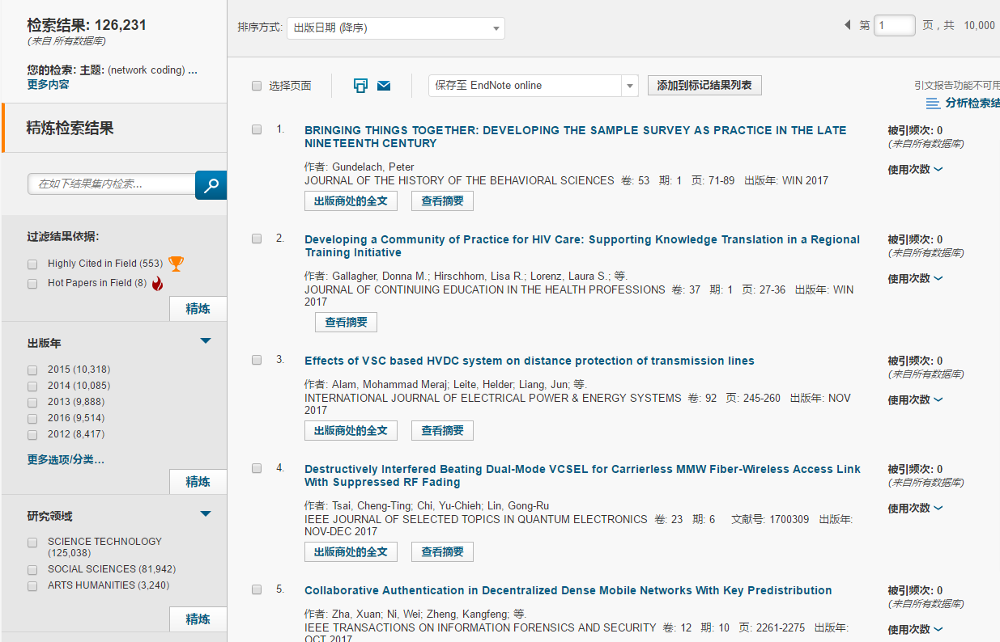 检索结果: 126,231
(来自 所有数据库)
您的检索: 主题: (network coding) ...
更多内容
精炼检索结果
在如下结果集内检索...
过滤结果依据:
Highly Cited in Field (553)
Hot Papers in Field (8)
精炼
出版年
2015 (10,318)
2014 (10,085)
2013 (9,888)
2016 (9,514)
2012 (8,417)
更多选项/分类...
精炼
研究领域
SCIENCE TECHNOLOGY
(125,038)
SOCIAL SCIENCES (81,942)
ARTS HUMANITIES (3,240)
精炼
排序方式: 出版日期 (降序)
第 1 页 , 共 10,000
选择页面 保存至 EndNote online 添加到标记结果列表
引文报告功能不可用
分析检索结
1. BRINGING THINGS TOGETHER: DEVELOPING THE SAMPLE SURVEY AS PRACTICE IN THE LATE
NINETEENTH CENTURY
作者: Gundelach, Peter
JOURNAL OF THE HISTORY OF THE BEHAVIORAL SCIENCES 卷: 53 期: 1 页: 71-89 出版年: WIN 2017
出版商处的全文 查看摘要
被引频次: 0
(来自所有数据库)
使用次数
2. Developing a Community of Practice for HIV Care: Supporting Knowledge Translation in a Regional
Training Initiative
作者: Gallagher, Donna M.; Hirschhorn, Lisa R.; Lorenz, Laura S.; 等.
JOURNAL OF CONTINUING EDUCATION IN THE HEALTH PROFESSIONS 卷: 37 期: 1 页: 27-36 出版年: WIN
2017
查看摘要
被引频次: 0
(来自所有数据库)
使用次数
3. Effects of VSC based HVDC system on distance protection of transmission lines
作者: Alam, Mohammad Meraj; Leite, Helder; Liang, Jun; 等.
INTERNATIONAL JOURNAL OF ELECTRICAL POWER & ENERGY SYSTEMS 卷: 92 页: 245-260 出版年: NOV
2017
出版商处的全文 查看摘要
被引频次: 0
(来自所有数据库)
使用次数
4. Destructively Interfered Beating Dual-Mode VCSEL for Carrierless MMW Fiber-Wireless Access Link
With Suppressed RF Fading
作者: Tsai, Cheng-Ting; Chi, Yu-Chieh; Lin, Gong-Ru
IEEE JOURNAL OF SELECTED TOPICS IN QUANTUM ELECTRONICS 卷: 23 期: 6 文献号: 1700309 出版年:
NOV-DEC 2017
出版商处的全文 查看摘要
被引频次: 0
(来自所有数据库)
使用次数
5. Collaborative Authentication in Decentralized Dense Mobile Networks With Key Predistribution
作者: Zha, Xuan; Ni, Wei; Zheng, Kangfeng; 等.
IEEE TRANSACTIONS ON INFORMATION FORENSICS AND SECURITY 卷: 12 期: 10 页: 2261-2275 出版年:
OCT 2017
被引频次: 0
(来自所有数据库)
使用次数